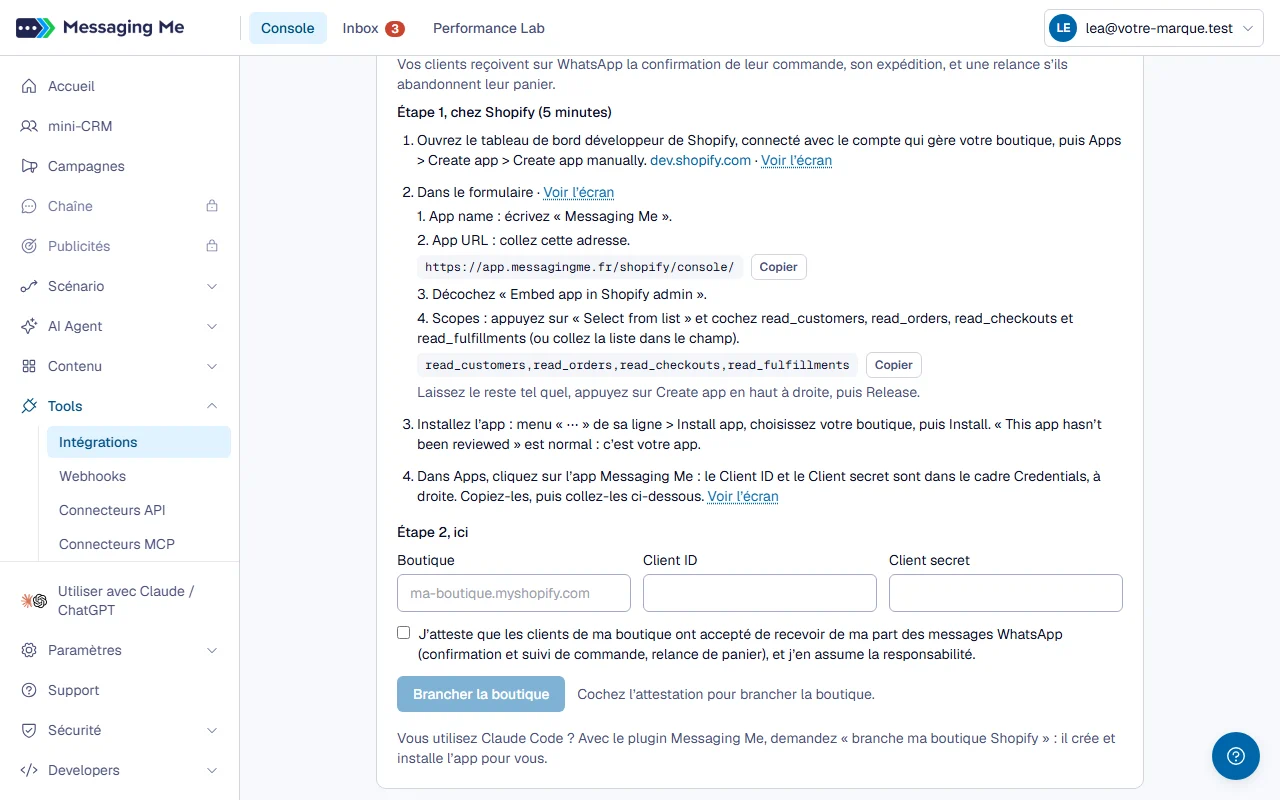 Messaging Me
Console
Inbox 3
Performance Lab
LE lea@votre-marque.test
Accueil
mini-CRM
Campagnes
Chaîne
Publicités
Scénario
AI Agent
Contenu
Tools
Intégrations
Webhooks
Connecteurs API
Connecteurs MCP
Utiliser avec Claude /
ChatGPT
Paramètres
Support
Sécurité
Developers
Vos clients reçoivent sur WhatsApp la confirmation de leur commande, son expédition, et une relance s’ils
abandonnent leur panier.
Étape 1, chez Shopify (5 minutes)
1. Ouvrez le tableau de bord développeur de Shopify, connecté avec le compte qui gère votre boutique, puis Apps
> Create app > Create app manually. dev.shopify.com · Voir l’écran
2. Dans le formulaire · Voir l’écran
1. App name : écrivez « Messaging Me ».
2. App URL : collez cette adresse.
https://app.messagingme.fr/shopify/console/ Copier
3. Décochez « Embed app in Shopify admin ».
4. Scopes : appuyez sur « Select from list » et cochez read_customers, read_orders, read_checkouts et
read_fulfillments (ou collez la liste dans le champ).
read_customers,read_orders,read_checkouts,read_fulfillments Copier
Laissez le reste tel quel, appuyez sur Create app en haut à droite, puis Release.
3. Installez l’app : menu « ··· » de sa ligne > Install app, choisissez votre boutique, puis Install. « This app hasn’t
been reviewed » est normal : c’est votre app.
4. Dans Apps, cliquez sur l’app Messaging Me : le Client ID et le Client secret sont dans le cadre Credentials, à
droite. Copiez-les, puis collez-les ci-dessous. Voir l’écran
Étape 2, ici
Boutique Client ID Client secret
ma-boutique.myshopify.com
J’atteste que les clients de ma boutique ont accepté de recevoir de ma part des messages WhatsApp
(confirmation et suivi de commande, relance de panier), et j’en assume la responsabilité.
Brancher la boutique Cochez l’attestation pour brancher la boutique.
Vous utilisez Claude Code ? Avec le plugin Messaging Me, demandez « branche ma boutique Shopify » : il crée et
installe l’app pour vous.